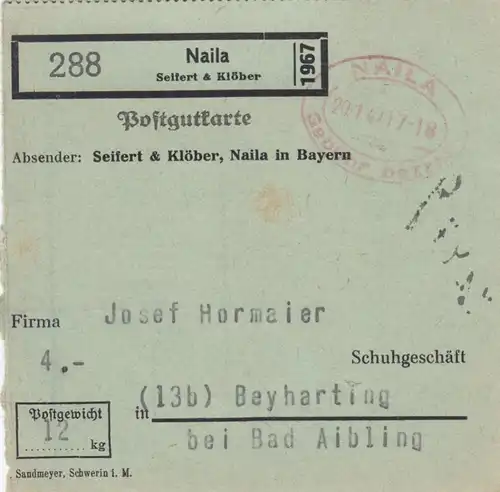 288
Naila
Seifert & Klöber
1967
NAILA
Postgutkarte
Absender: Seifert & Klöber, Naila in Bayern
Firma Josef Hormaier
4.- Schuhgeschäft
Postgewicht
12 kg
in (13b) Beyharting
bei Bad Aibling
Sandmeyer, Schwerin i. M.